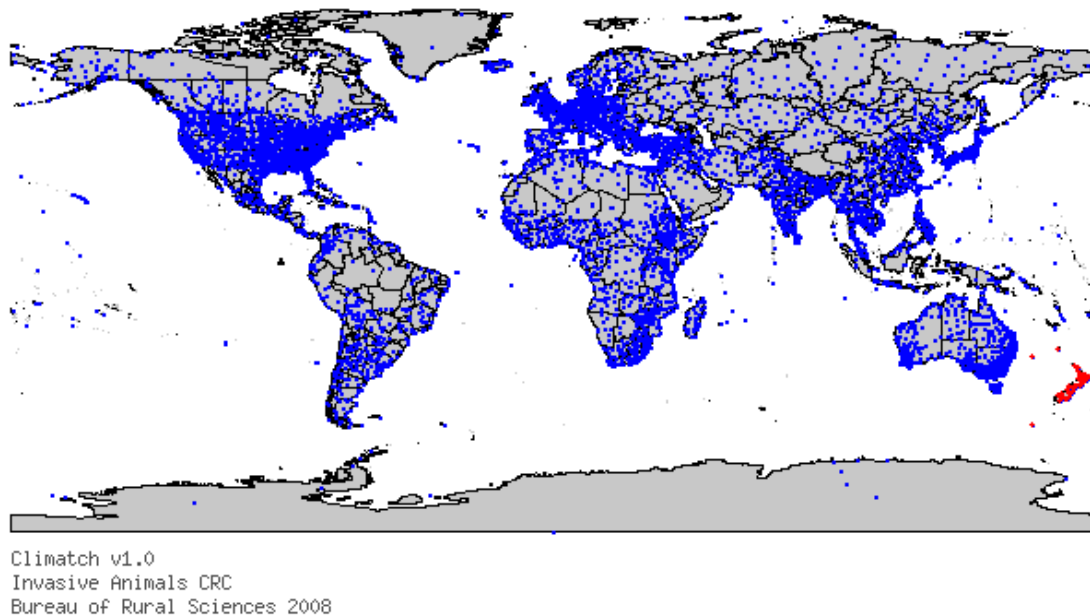 Climatch v1.0
Invasive Animals CRC
Bureau of Rural Sciences 2008